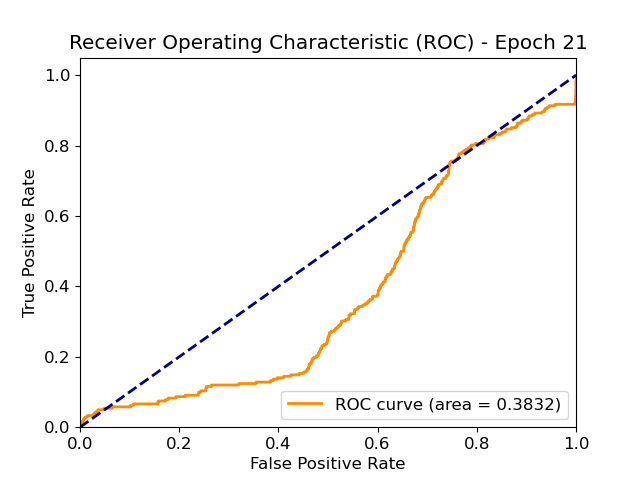 Receiver Operating Characteristic (ROC) - Epoch 21
True Positive Rate
1.0
0.8
0.6
0.4
0.2
0.0
ROC curve (area = 0.3832)
0.0 0.2 0.4 0.6 0.8 1.0
False Positive Rate